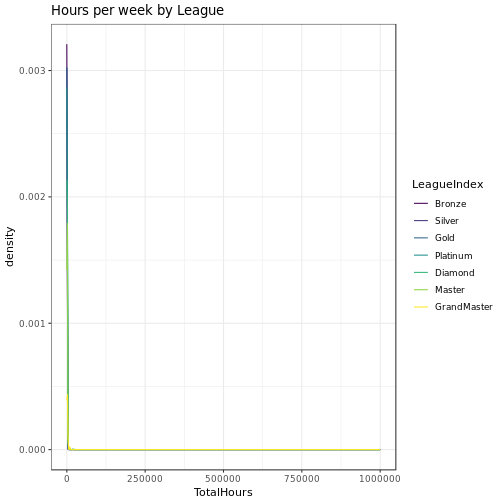 Hours per week by League
0.003
0.002
0.001
0.000
density
0 250000 500000 750000 1000000
TotalHours
LeagueIndex
Bronze
Silver
Gold
Platinum
Diamond
Master
GrandMaster